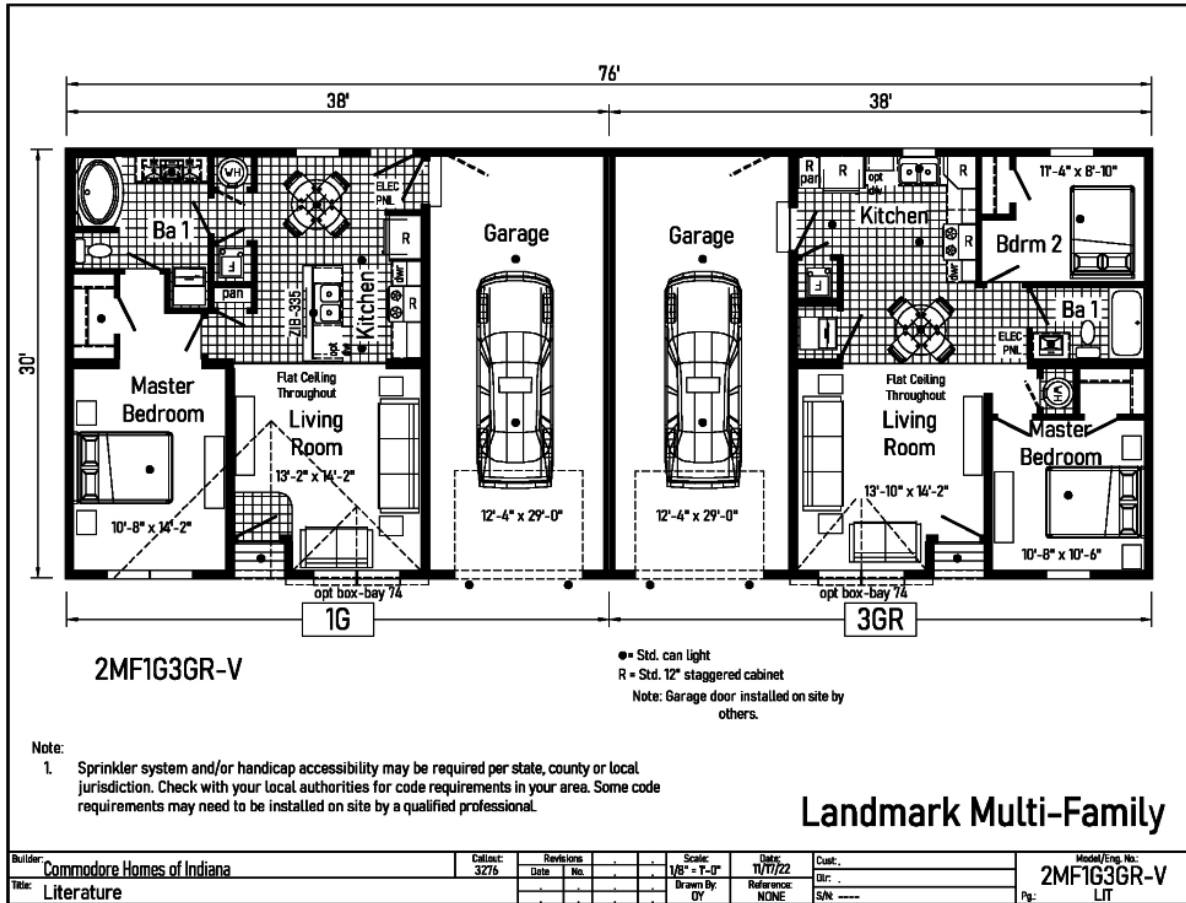 76'
38'
38'
30'
WH
Ba 1
F
pan
ELEC
PNL
R
dwr
R
ZIB-335
Kitchen
opt
dw
Master
Bedroom
10'-8" x 14'-2"
Flat Ceiling
Throughout
Living
Room
13'-2" x 14'-2"
opt box-bay 74
Garage
12'-4" x 29'-0"
Garage
12'-4" x 29'-0"
R
pan
R
opt
dw
R
Kitchen
R
dwr
F
11'-4" x 8'-10"
Bdrm 2
Ba 1
ELEC
PNL
WH
Flat Ceiling
Throughout
Living
Room
13'-10" x 14'-2"
Master
Bedroom
10'-8" x 10'-6"
opt box-bay 74
1G
3GR
2MF1G3GR-V
●= Std. can light
R = Std. 12" staggered cabinet
Note: Garage door installed on site by
others.
Note:
1. Sprinkler system and/or handicap accessibility may be required per state, county or local
jurisdiction. Check with your local authorities for code requirements in your area. Some code
requirements may need to be installed on site by a qualified professional.
Landmark Multi-Family
Builder: Commodore Homes of Indiana
Title: Literature
Callout:
3276
Revisions
Date No.
Scale:
1/8" = 1'-0"
Drawn By:
OY
Date:
11/17/22
Reference:
NONE
Cust: .
Dlr: .
S/N: ----
Model/Eng. No.:
2MF1G3GR-V
Pg.: LIT